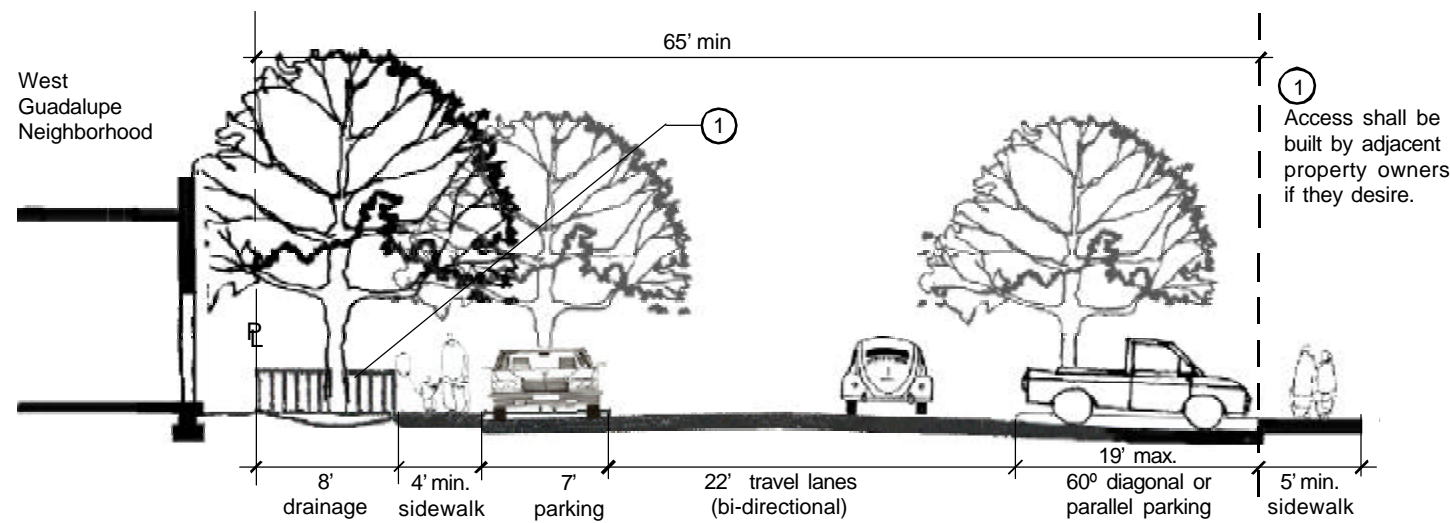 65’ min
West
Guadalupe
Neighborhood
1
1
Access shall be
built by adjacent
property owners
if they desire.
PL
8’
drainage
4’ min.
sidewalk
7’
parking
22’ travel lanes
(bi-directional)
19’ max.
60º diagonal or
parallel parking
5’ min.
sidewalk